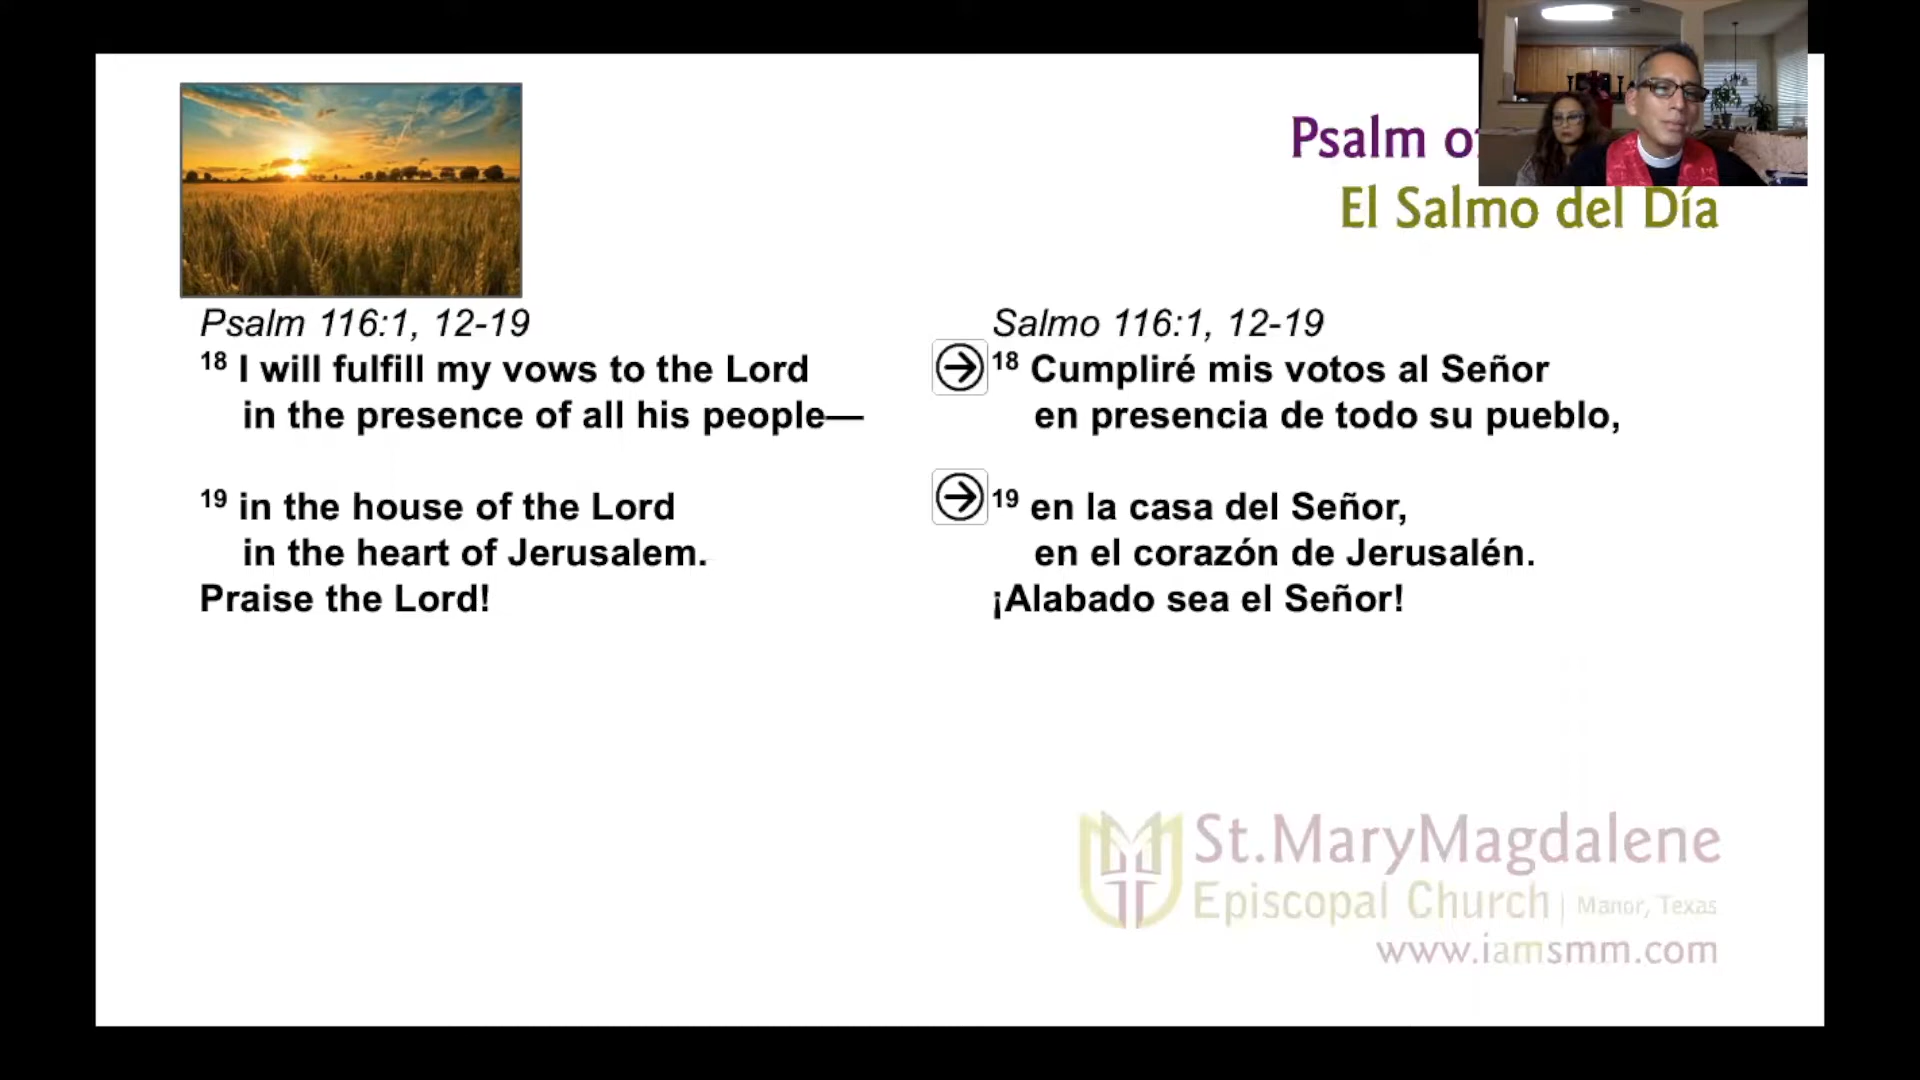 Psalm
El Salmo del Día
Psalm 116:1, 12-19
18 I will fulfill my vows to the Lord
in the presence of all his people—
19 in the house of the Lord
in the heart of Jerusalem.
Praise the Lord!
Salmo 116:1, 12-19
18 Cumpliré mis votos al Señor
en presencia de todo su pueblo,
19 en la casa del Señor,
en el corazón de Jerusalén.
¡Alabado sea el Señor!
St.MaryMagdalene
Episcopal Church | Manor, Texas
www.iamsmm.com